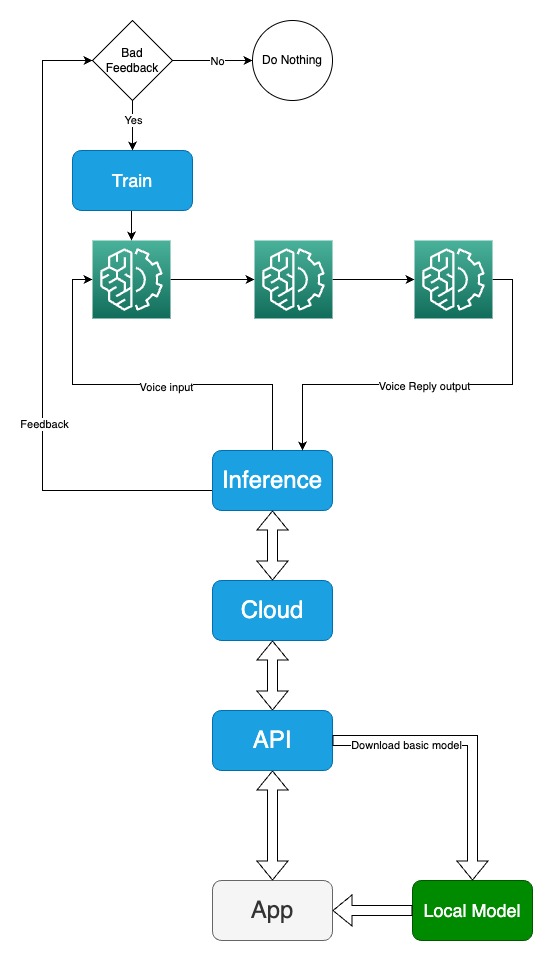 Bad
Feedback
No
Do Nothing
Yes
Train
Voice input
Voice Reply output
Feedback
Inference
Cloud
API
Download basic model
App
Local Model